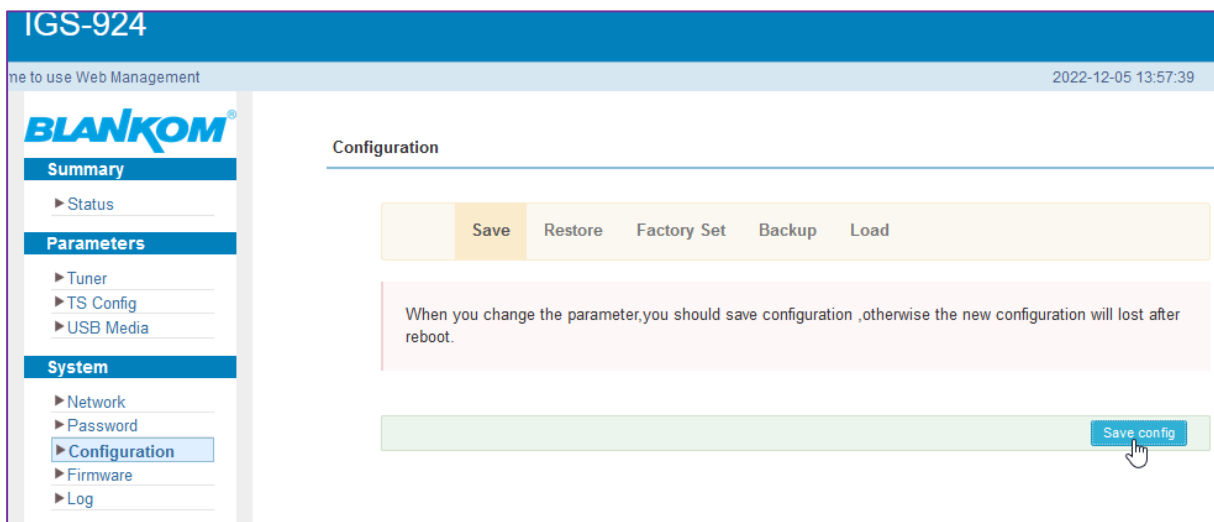 IGS-924
me to use Web Management
2022-12-05 13:57:39
BLANKOM®
Summary
Status
Parameters
Tuner
TS Config
USB Media
System
Network
Password
Configuration
Firmware
Log
Configuration
Save Restore Factory Set Backup Load
When you change the parameter,you should save configuration ,otherwise the new configuration will lost after
reboot.
Save config